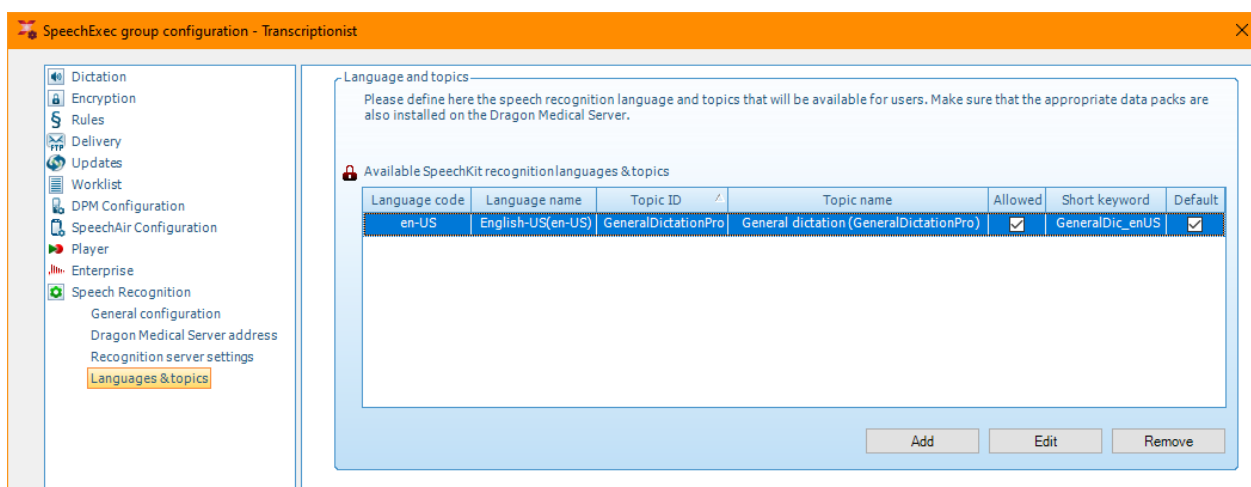 SpeechExec group configuration - Transcriptionist
Dictation
Encryption
§ Rules
FTP Delivery
Updates
Worklist
DPM Configuration
SpeechAir Configuration
Player
Enterprise
Speech Recognition
General configuration
Dragon Medical Server address
Recognition server settings
Languages & topics
Language and topics
Please define here the speech recognition language and topics that will be available for users. Make sure that the appropriate data packs are
also installed on the Dragon Medical Server.
Available SpeechKit recognition languages & topics
Language code Language name Topic ID Topic name Allowed Short keyword Default
en-US English-US(en-US) GeneralDictationPro General dictation (GeneralDictationPro) GeneralDic_enUS
Add Edit Remove